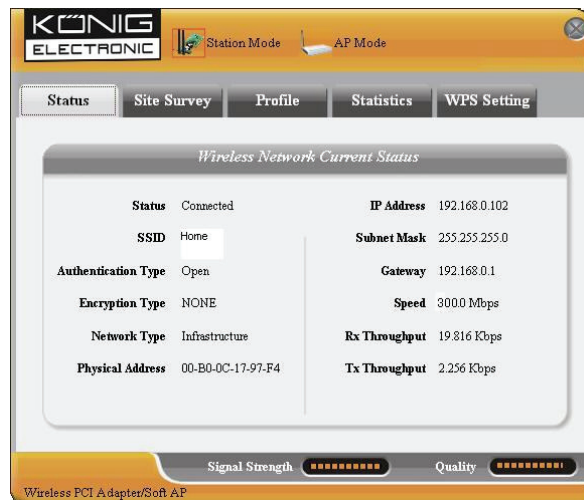 KÖNIG
ELECTRONIC
Station Mode
AP Mode
Status
Site Survey
Profile
Statistics
WPS Setting
Wireless Network Current Status
Status Connected
SSID Home
Authentication Type Open
Encryption Type NONE
Network Type Infrastructure
Physical Address 00-B0-0C-17-97-F4
IP Address 192.168.0.102
Subnet Mask 255.255.255.0
Gateway 192.168.0.1
Speed 300.0 Mbps
Rx Throughput 19.816 Kbps
Tx Throughput 2.256 Kbps
Signal Strength
Quality
Wireless PCI Adapter/Soft AP